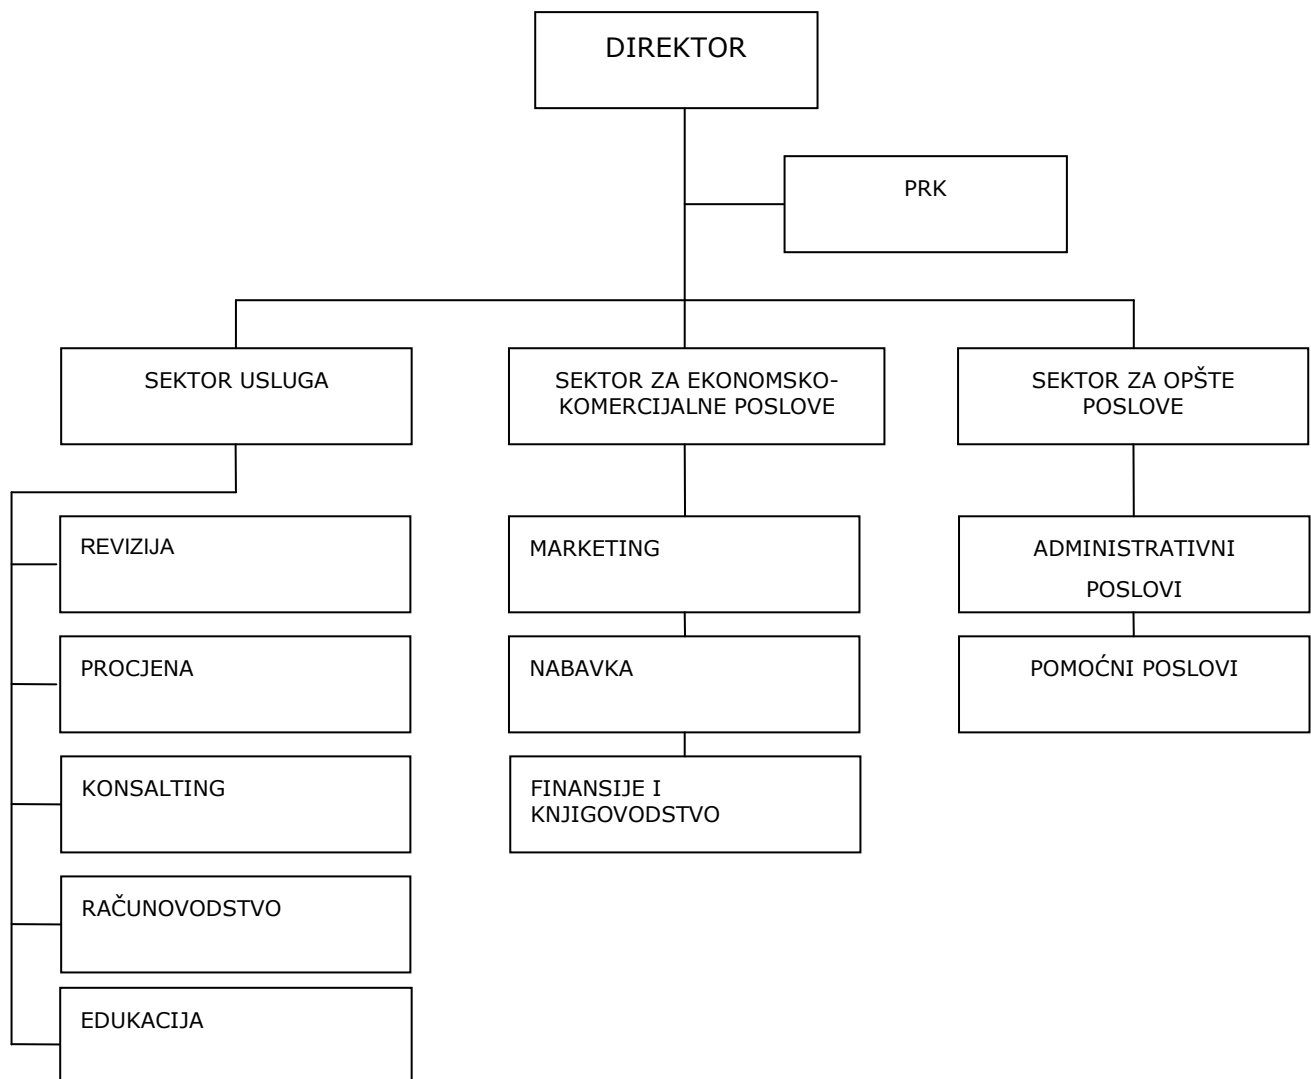 DIREKTOR
PRK
SEKTOR USLUGA
SEKTOR ZA EKONOMSKO-
KOMERCIJALNE POSLOVE
SEKTOR ZA OPŠTE
POSLOVE
REVIZIJA
MARKETING
ADMINISTRATIVNI
POSLOVI
PROCJENA
NABAVKA
POMOĆNI POSLOVI
KONSALTING
FINANSIJE I
KNJIGOVODSTVO
RAČUNOVODSTVO
EDUKACIJA